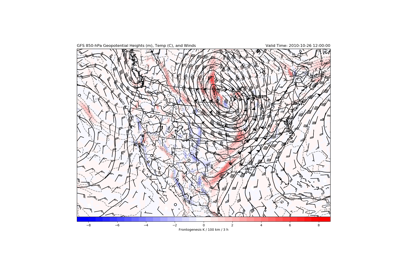 GFS 850-hPa Geopotential Heights (m), Temp (C), and Winds Valid Time: 2010-10-26 12:00:00
−8 −6 −4 −2 0 2 4 6 8
Frontogenesis K / 100 km / 3 h